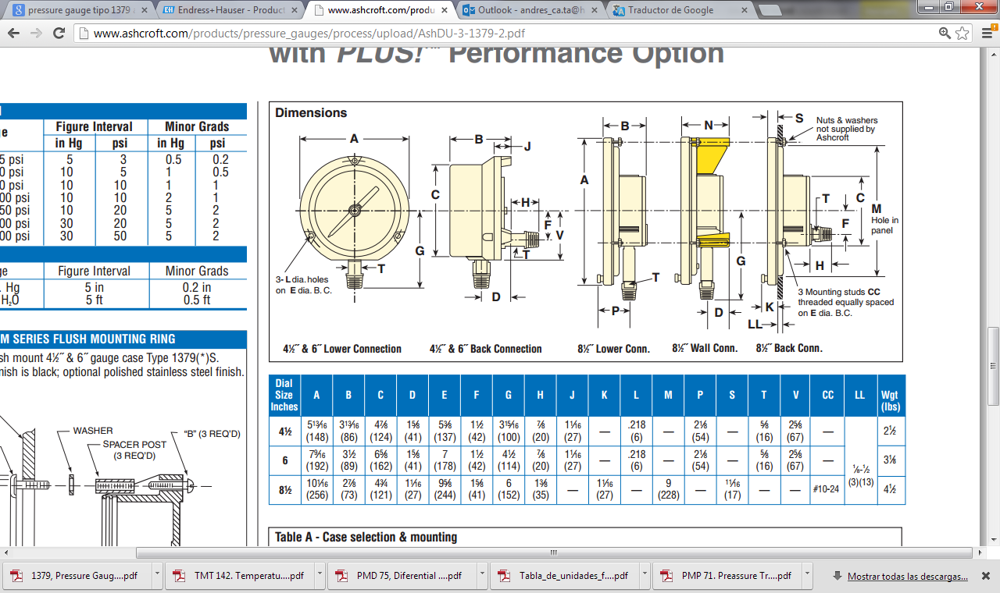 pressure gauge tipo 1379
Endress+Hauser - Product
www.ashcroft.com/produ
Outlook - andres_ca.ta@h
Traductor de Google
www.ashcroft.com/products/pressure_gauges/process/upload/AshDU-3-1379-2.pdf
with PLUS!™ Performance Option
Figure Interval Minor Grads
in Hg psi in Hg psi
5 psi 5 3 0.5 0.2
0 psi 10 5 1 0.5
0 psi 10 10 1 1
00 psi 10 10 2 1
50 psi 10 20 5 2
00 psi 30 20 5 2
00 psi 30 50 5 2
ge Figure Interval Minor Grads
. Hg 5 in 0.2 in
H₂O 5 ft 0.5 ft
M SERIES FLUSH MOUNTING RING
sh mount 4½˝ & 6˝ gauge case Type 1379(*)S.
nish is black; optional polished stainless steel finish.
WASHER
SPACER POST
(3 REQ'D)
"B" (3 REQ'D)
Dimensions
A
B
J
C
H
F
V
G
T
T
D
3- L dia. holes
on E dia. B. C.
B
N
S
Nuts & washers
not supplied by
Ashcroft
A
T
C
M
Hole in
panel
F
G
H
T
K
P
D
LL
3 Mounting studs CC
threaded equally spaced
on E dia. B.C.
4½˝ & 6˝ Lower Connection
4½˝ & 6˝ Back Connection
8½˝ Lower Conn.
8½˝ Wall Conn.
8½˝ Back Conn.
Dial
Size
Inches
A B C D E F G H J K L M P S T V CC LL Wgt
(lbs)
4½ 5¹³⁄₁₆ 3¹³⁄₁₆ 4⅞ 1⅝ 5⅜ 1½ 3¹⁵⁄₁₆ ⅞ 1¹⁄₁₆ — .218 — 2⅛ — ⅝ 2⅝ — 2½
(148) (86) (124) (41) (137) (42) (100) (20) (27) (6) (54) (16) (67)
6 7⁹⁄₁₆ 3½ 6⅜ 1⅝ 7 1½ 4½ ⅞ 1¹⁄₁₆ — .218 — 2⅛ — ⅝ 2⅝ — 3⅛
(192) (89) (162) (41) (178) (42) (114) (20) (27) (6) (54) (16) (67)
⅛-½
(3)(13)
8½ 10¹⁄₁₆ 2⅞ 4¾ 1¹⁄₁₆ 9⅝ 1⅝ 6 1⅜ — 1¹⁄₁₆ — 9 — ¹¹⁄₁₆ — — #10-24 4½
(256) (73) (121) (27) (244) (41) (152) (35) (27) (228) (17)
Table A - Case selection & mounting
1379, Pressure Gaug....pdf
TMT 142. Temperatu....pdf
PMD 75, Diferential ....pdf
Tabla_de_unidades_f....pdf
PMP 71. Preassure Tr....pdf
Mostrar todas las descargas...